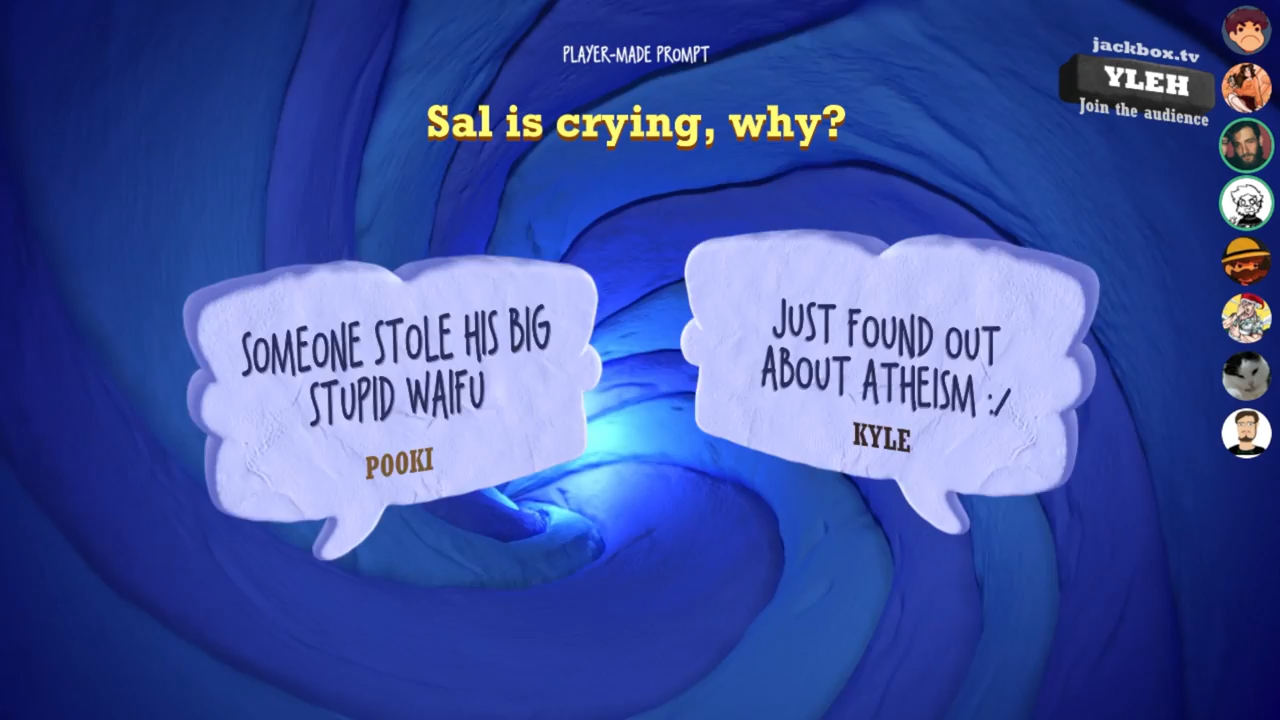 PLAYER-MADE PROMPT
Sal is crying, why?
jackbox.tv
YLEH
Join the audience
SOMEONE STOLE HIS BIG
STUPID WAIFU
POOKI
JUST FOUND OUT
ABOUT ATHEISM :/
KYLE